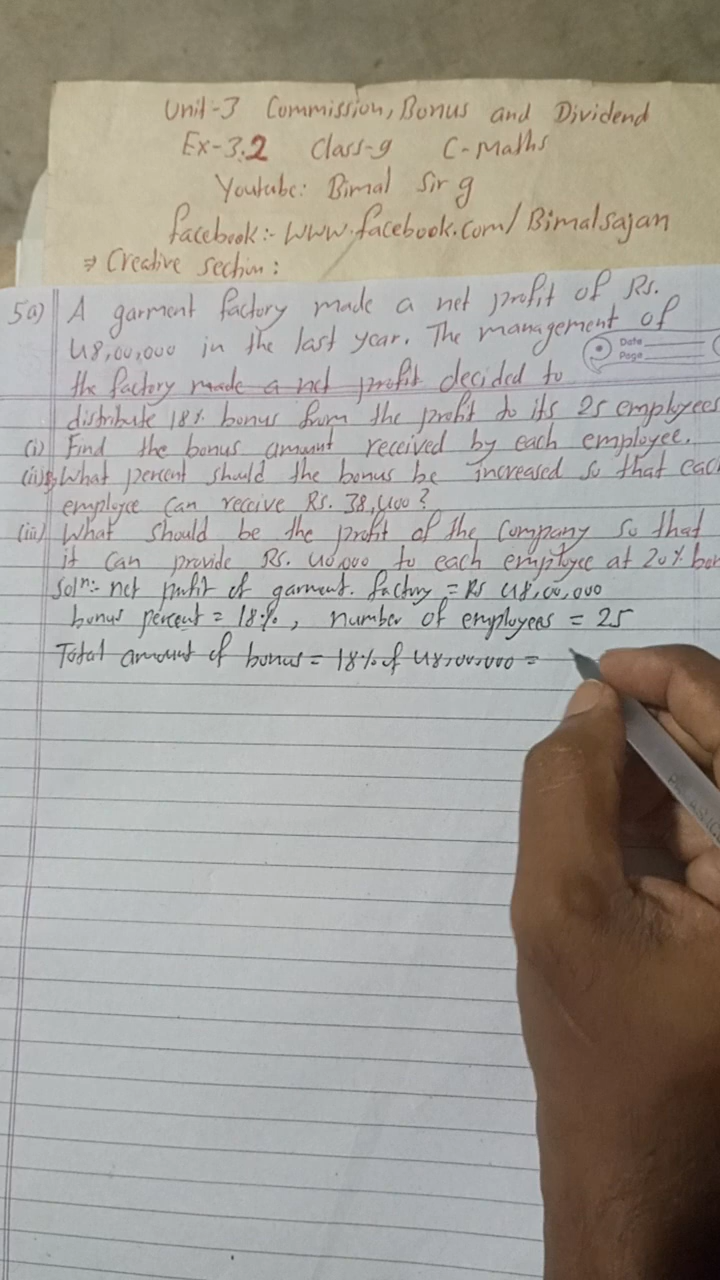 Unit-3 Commission, Bonus and Dividend
Ex-3.2 Class-9 C-Maths
Youtube: Bimal Sir g
facebook:- www.facebook.com/Bimalsajan
⇒ Creative section:
5a) A garment factory made a net profit of Rs.
48,00,000 in the last year. The management of
Date
Page
the factory made a net profit decided to
distribute 18% bonus from the profit to its 25 employees
(i) Find the bonus amount received by each employee.
(ii) What percent should the bonus be increased so that each
employee can receive Rs. 38,400?
(iii) What should be the profit of the company so that
it can provide Rs. 40,000 to each employee at 20% bon
Solⁿ:- net profit of garment factory = Rs 48,00,000
bonus percent = 18%, number of employees = 25
Total amount of bonus = 18% of 48,00,000 =